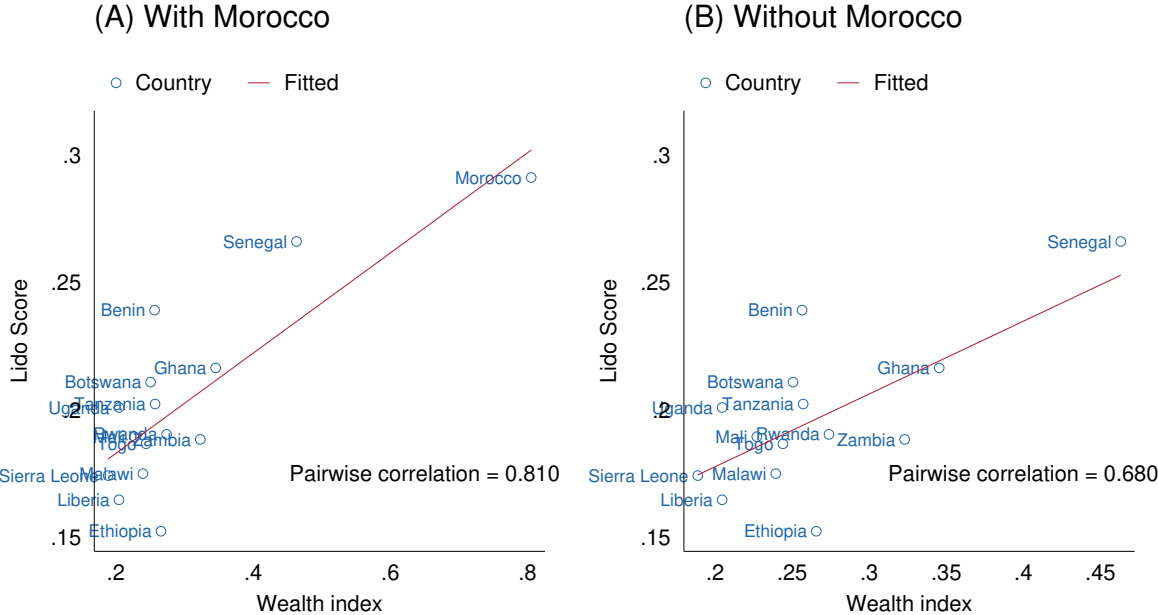 (A) With Morocco
Country
Fitted
.3
.25
.2
.15
Lido Score
Morocco
Senegal
Benin
Ghana
Botswana
Tanzania
Uganda
Rwanda
Mali
Zambia
Togo
Sierra Leone
Malawi
Liberia
Ethiopia
Pairwise correlation = 0.810
.2
.4
.6
.8
Wealth index
(B) Without Morocco
Country
Fitted
.3
.25
.2
.15
Lido Score
Senegal
Benin
Ghana
Botswana
Tanzania
Uganda
Mali
Rwanda
Zambia
Togo
Sierra Leone
Malawi
Liberia
Ethiopia
Pairwise correlation = 0.680
.2
.25
.3
.35
.4
.45
Wealth index